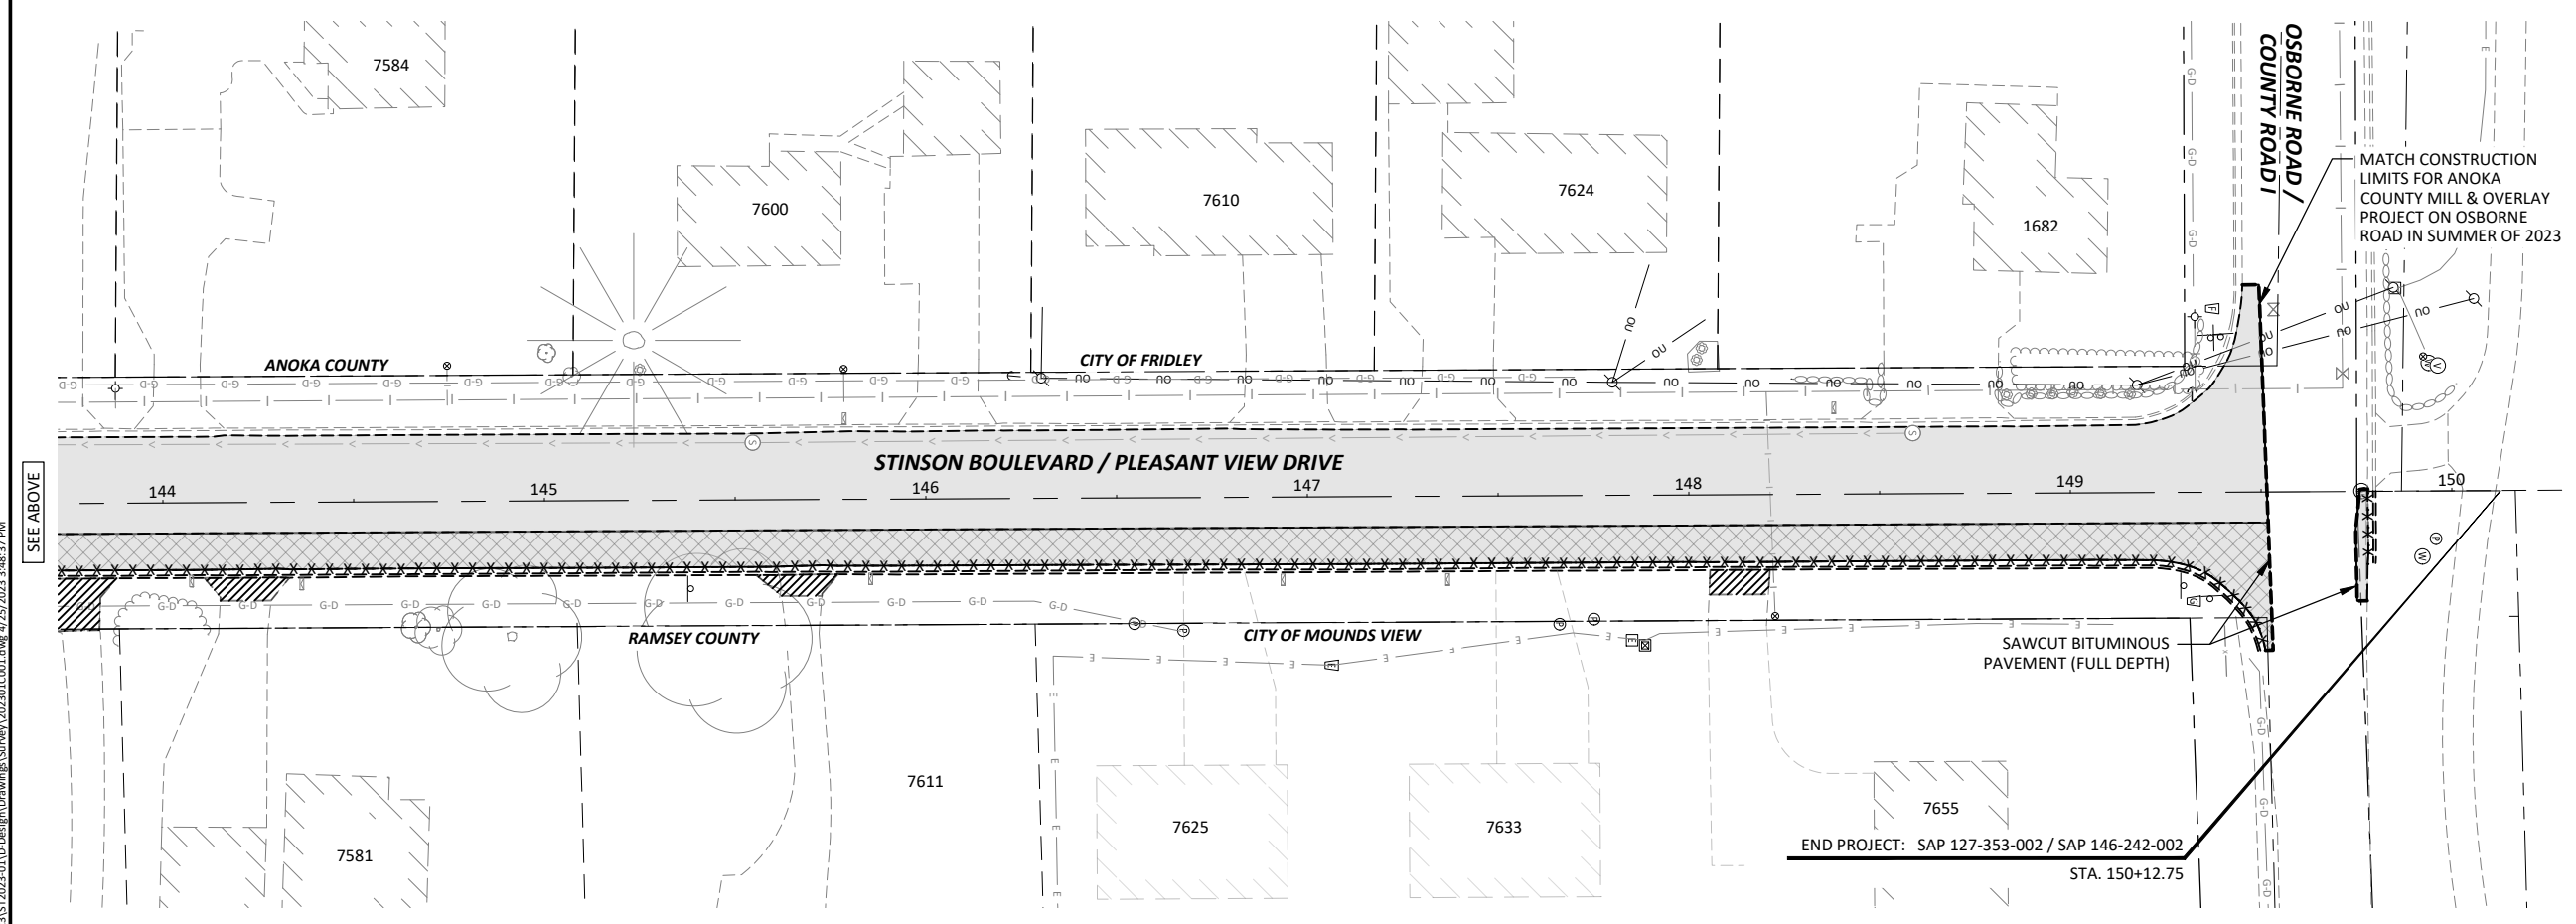 7584
7600
7610
7624
1682
OSBORNE ROAD /
COUNTY ROAD I
MATCH CONSTRUCTION
LIMITS FOR ANOKA
COUNTY MILL & OVERLAY
PROJECT ON OSBORNE
ROAD IN SUMMER OF 2023
ANOKA COUNTY
CITY OF FRIDLEY
STINSON BOULEVARD / PLEASANT VIEW DRIVE
SEE ABOVE
144
145
146
147
148
149
150
RAMSEY COUNTY
CITY OF MOUNDS VIEW
SAWCUT BITUMINOUS
PAVEMENT (FULL DEPTH)
7611
7581
7625
7633
7655
END PROJECT: SAP 127-353-002 / SAP 146-242-002
STA. 150+12.75